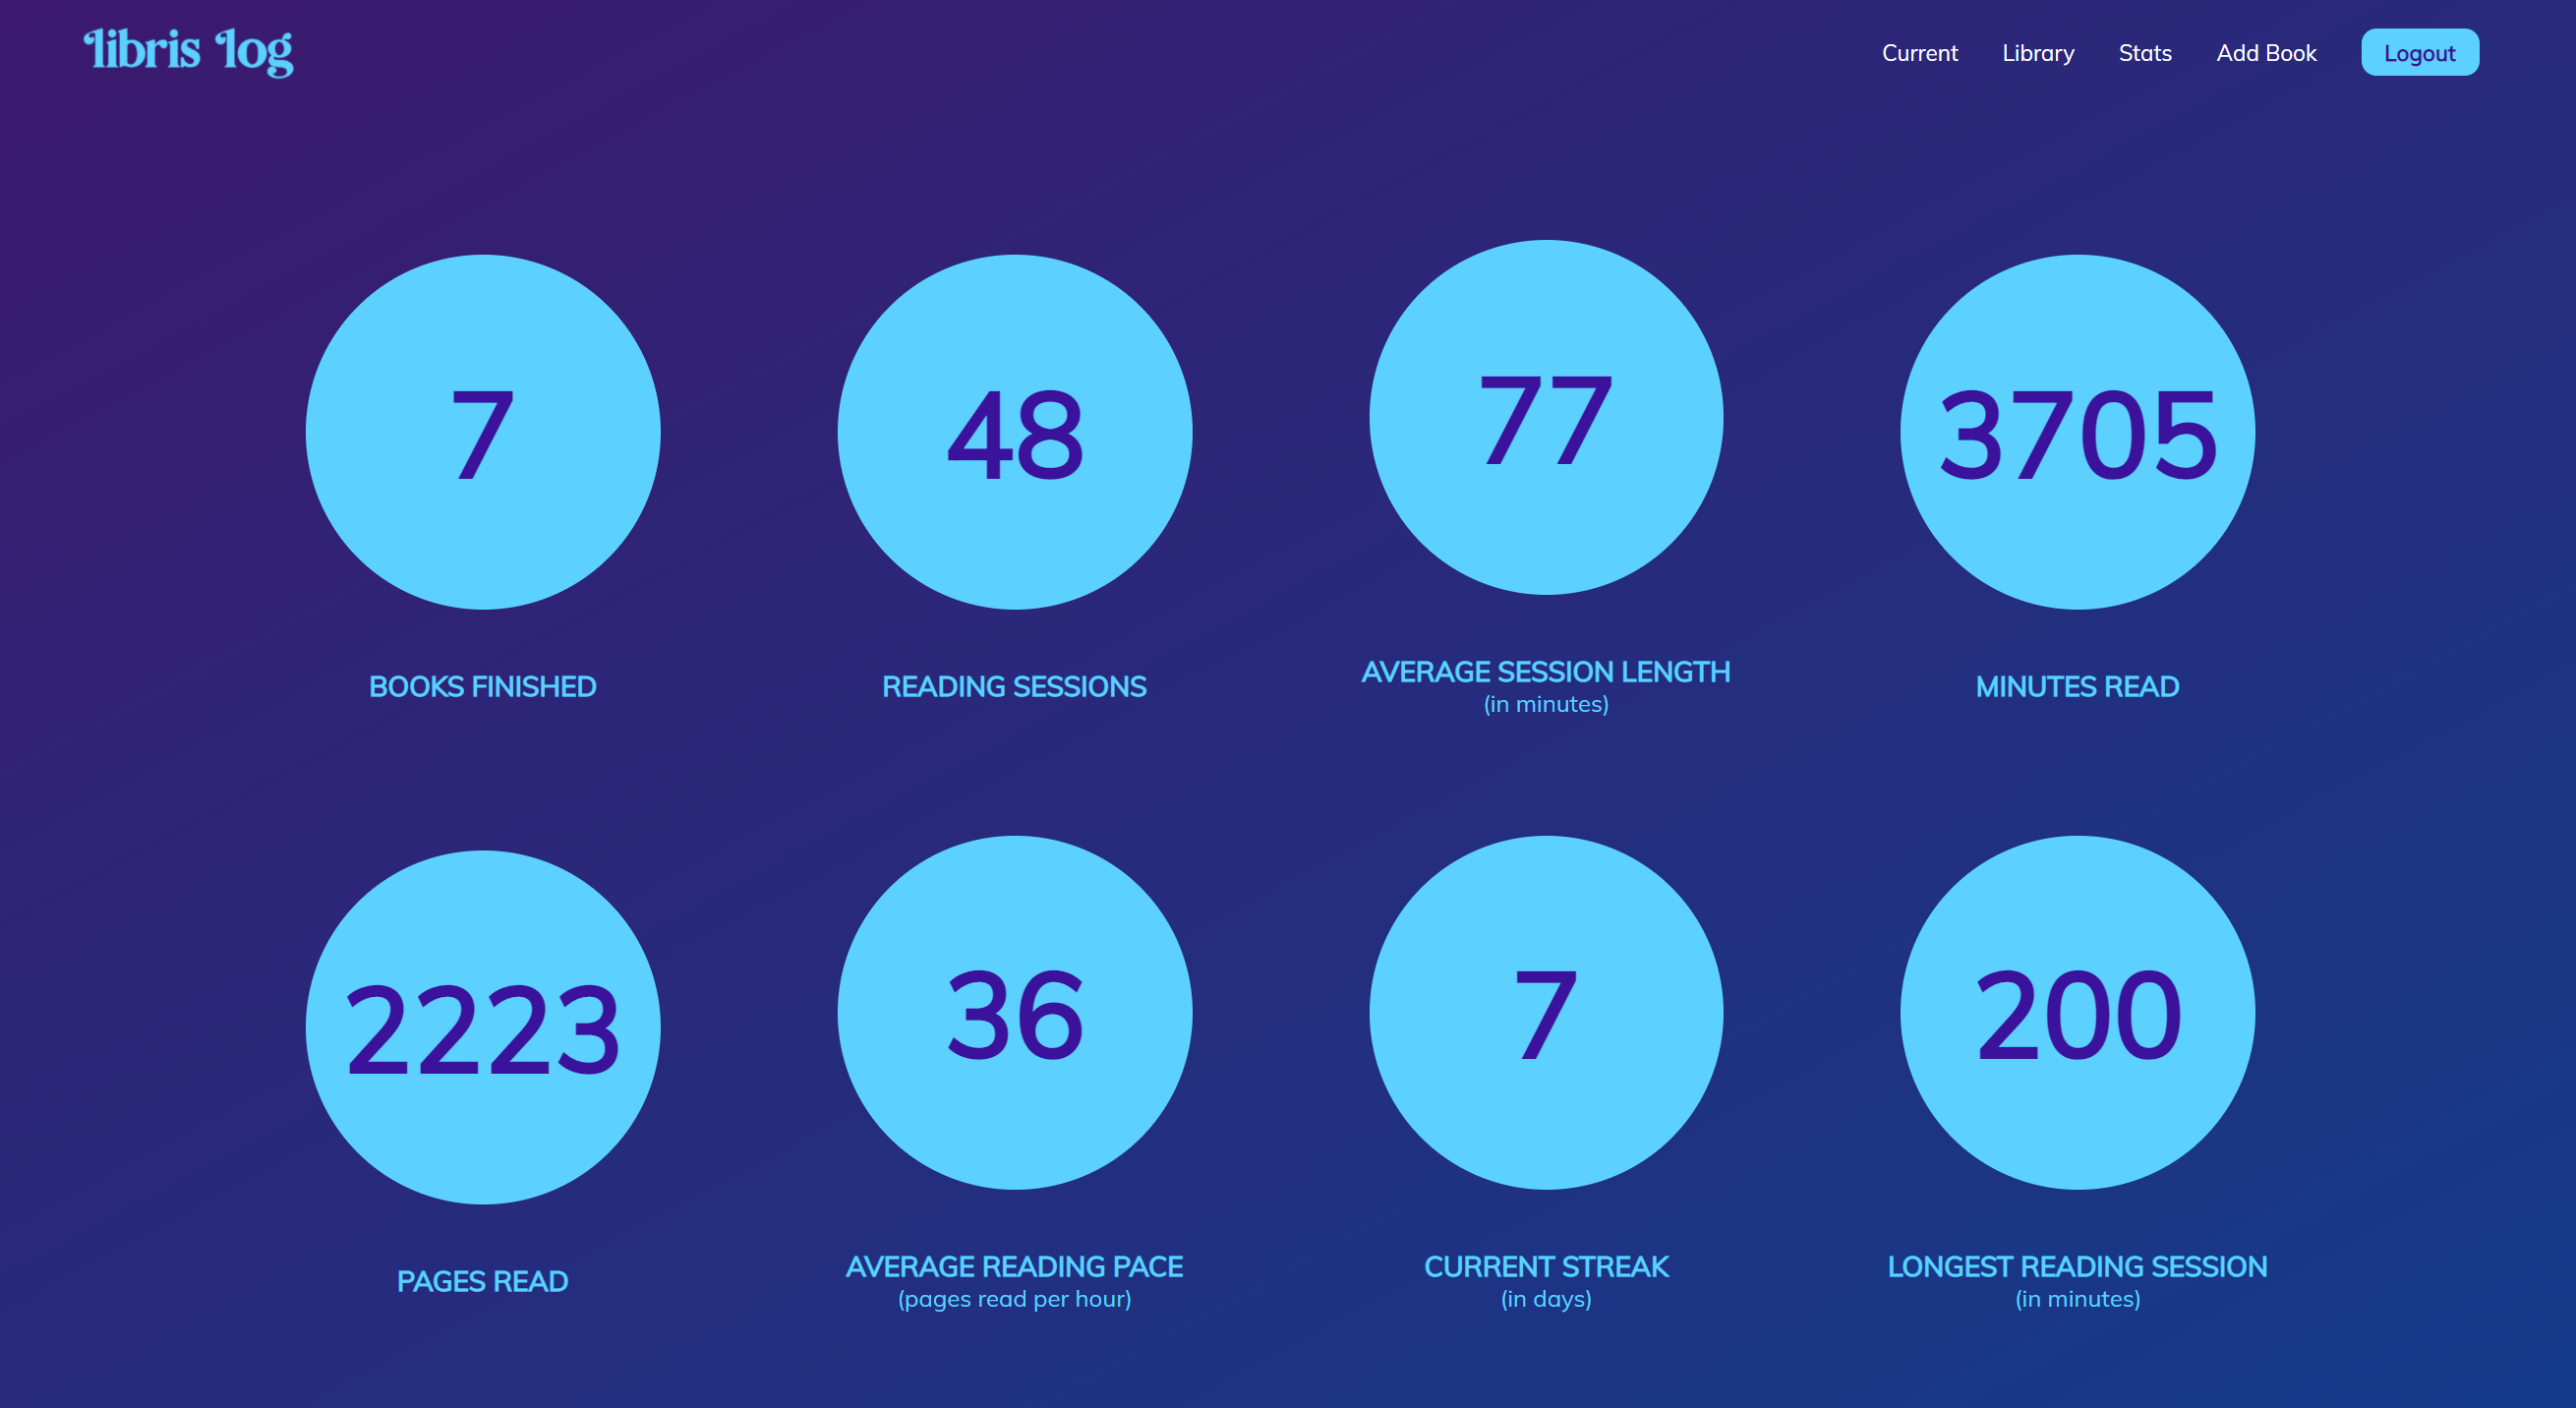 libris log
Current
Library
Stats
Add Book
Logout
7
48
77
3705
BOOKS FINISHED
READING SESSIONS
AVERAGE SESSION LENGTH
(in minutes)
MINUTES READ
2223
36
7
200
PAGES READ
AVERAGE READING PACE
(pages read per hour)
CURRENT STREAK
(in days)
LONGEST READING SESSION
(in minutes)